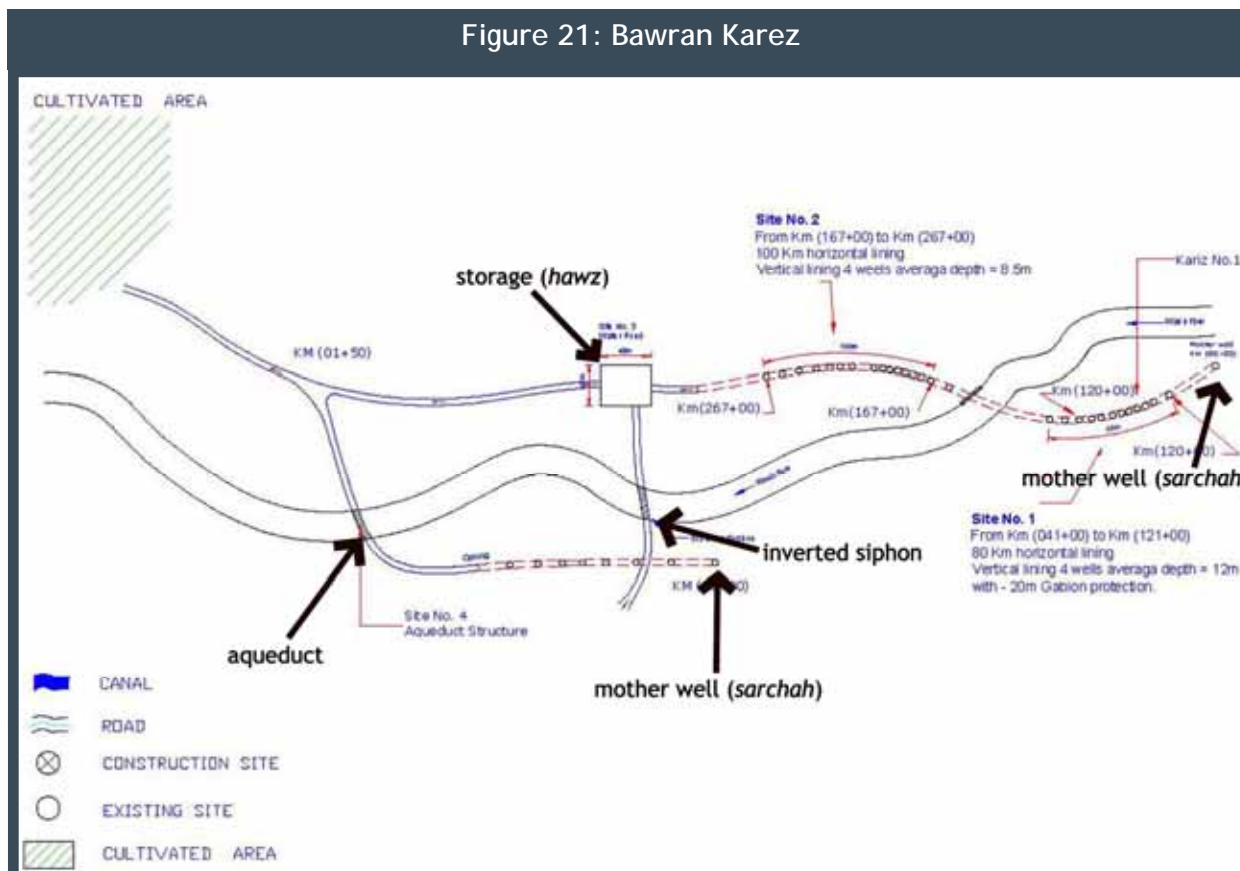 Figure 21: Bawran Karez
CULTIVATED AREA
Site No. 2
From Km (167+00) to Km (267+00)
100 Km horizontal lining
Vertical lining 4 weels averaga depth = 8.5m
Kariz No.1
storage (hawz)
KM (01+50)
Km(267+00)
Km(167+00)
Km(120+00)
mother well (sarchah)
Site No. 1
From Km (041+00) to Km (121+00)
80 Km horizontal lining
Vertical lining 4 wells averaga depth = 12m
with - 20m Gabion protection.
inverted siphon
KM
Site No. 4
Aqueduct Structure
aqueduct
mother well (sarchah)
CANAL
ROAD
CONSTRUCTION SITE
EXISTING SITE
CULTIVATED AREA